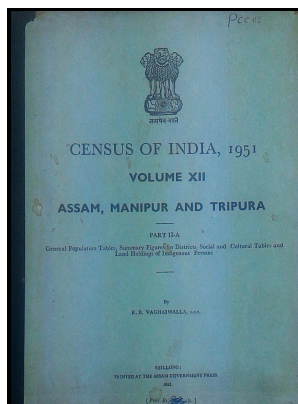 सत्यमेव जयते
CENSUS OF INDIA, 1951
VOLUME XII
ASSAM, MANIPUR AND TRIPURA
PART II-A
General Population Tables, Summary Figures by Districts, Social and Cultural Tables and
Land Holdings of Indigenous Persons
By
R. B. VAGHAIWALLA, I.C.S.
SHILLONG:
PRINTED AT THE ASSAM GOVERNMENT PRESS